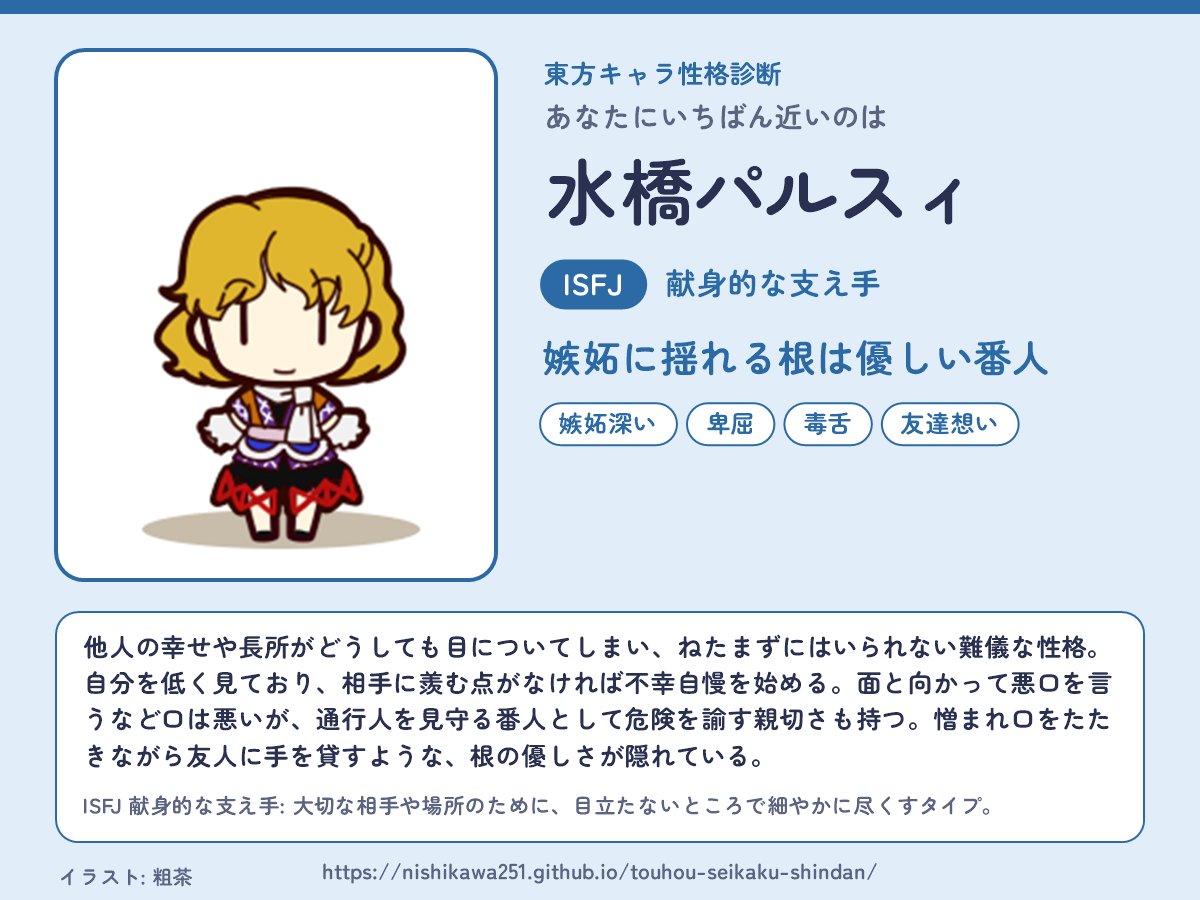 東方キャラ性格診断
あなたにいちばん近いのは
水橋パルスィ
ISFJ 献身的な支え手
嫉妬に揺れる根は優しい番人
嫉妬深い 卑屈 毒舌 友達想い
他人の幸せや長所がどうしても目についてしまい、ねたまずにはいられない難儀な性格。
自分を低く見ており、相手に羨む点がなければ不幸自慢を始める。面と向かって悪口を言
うなど口は悪いが、通行人を見守る番人として危険を諭す親切さも持つ。憎まれ口をたた
きながら友人に手を貸すような、根の優しさが隠れている。
ISFJ 献身的な支え手: 大切な相手や場所のために、目立たないところで細やかに尽くすタイプ。
イラスト: 粗茶
https://nishikawa251.github.io/touhou-seikaku-shindan/